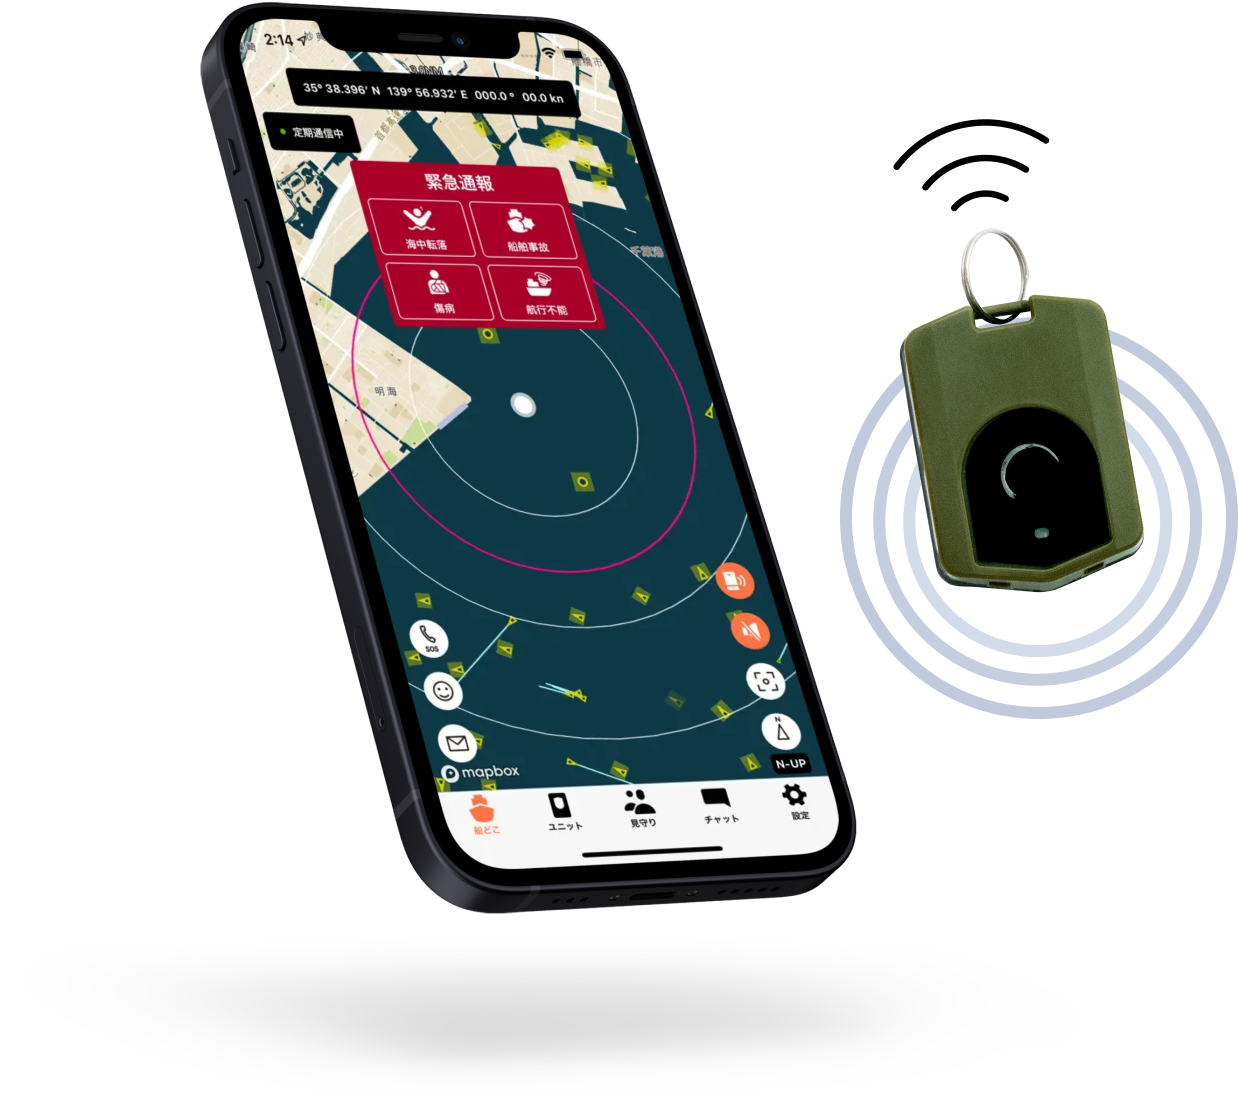 2:14
35° 38.396' N 139° 56.932' E 000.0° 00.0 kn
定期通信中
緊急通報
海中転落
船舶事故
傷病
航行不能
千葉港
明海
SOS
N
mapbox
N-UP
船どこ
ユニット
見守り
チャット
設定